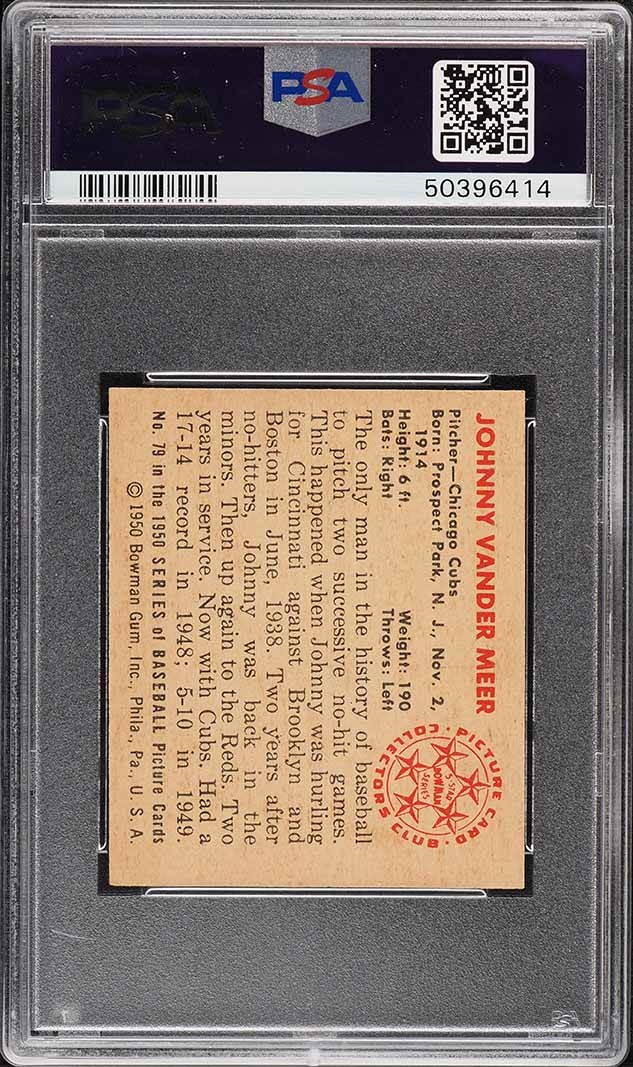 PSA
PSA
50396414
JOHNNY VANDER MEER
Pitcher—Chicago Cubs
Born: Prospect Park, N. J., Nov. 2,
1914
Height: 6 ft. Weight: 190
Bats: Right Throws: Left
PICTURE CARD
COLLECTORS CLUB
5-STAR
BOWMAN
SERIES
The only man in the history of baseball
to pitch two successive no-hit games.
This happened when Johnny was hurling
for Cincinnati against Brooklyn and
Boston in June, 1938. Two years after
no-hitters, Johnny was back in the
minors. Then up again to the Reds. Two
years in service. Now with Cubs. Had a
17-14 record in 1948; 5-10 in 1949.
No. 79 in the 1950 SERIES of BASEBALL Picture Cards
© 1950 Bowman Gum, Inc., Phila., Pa., U. S. A.
PSA